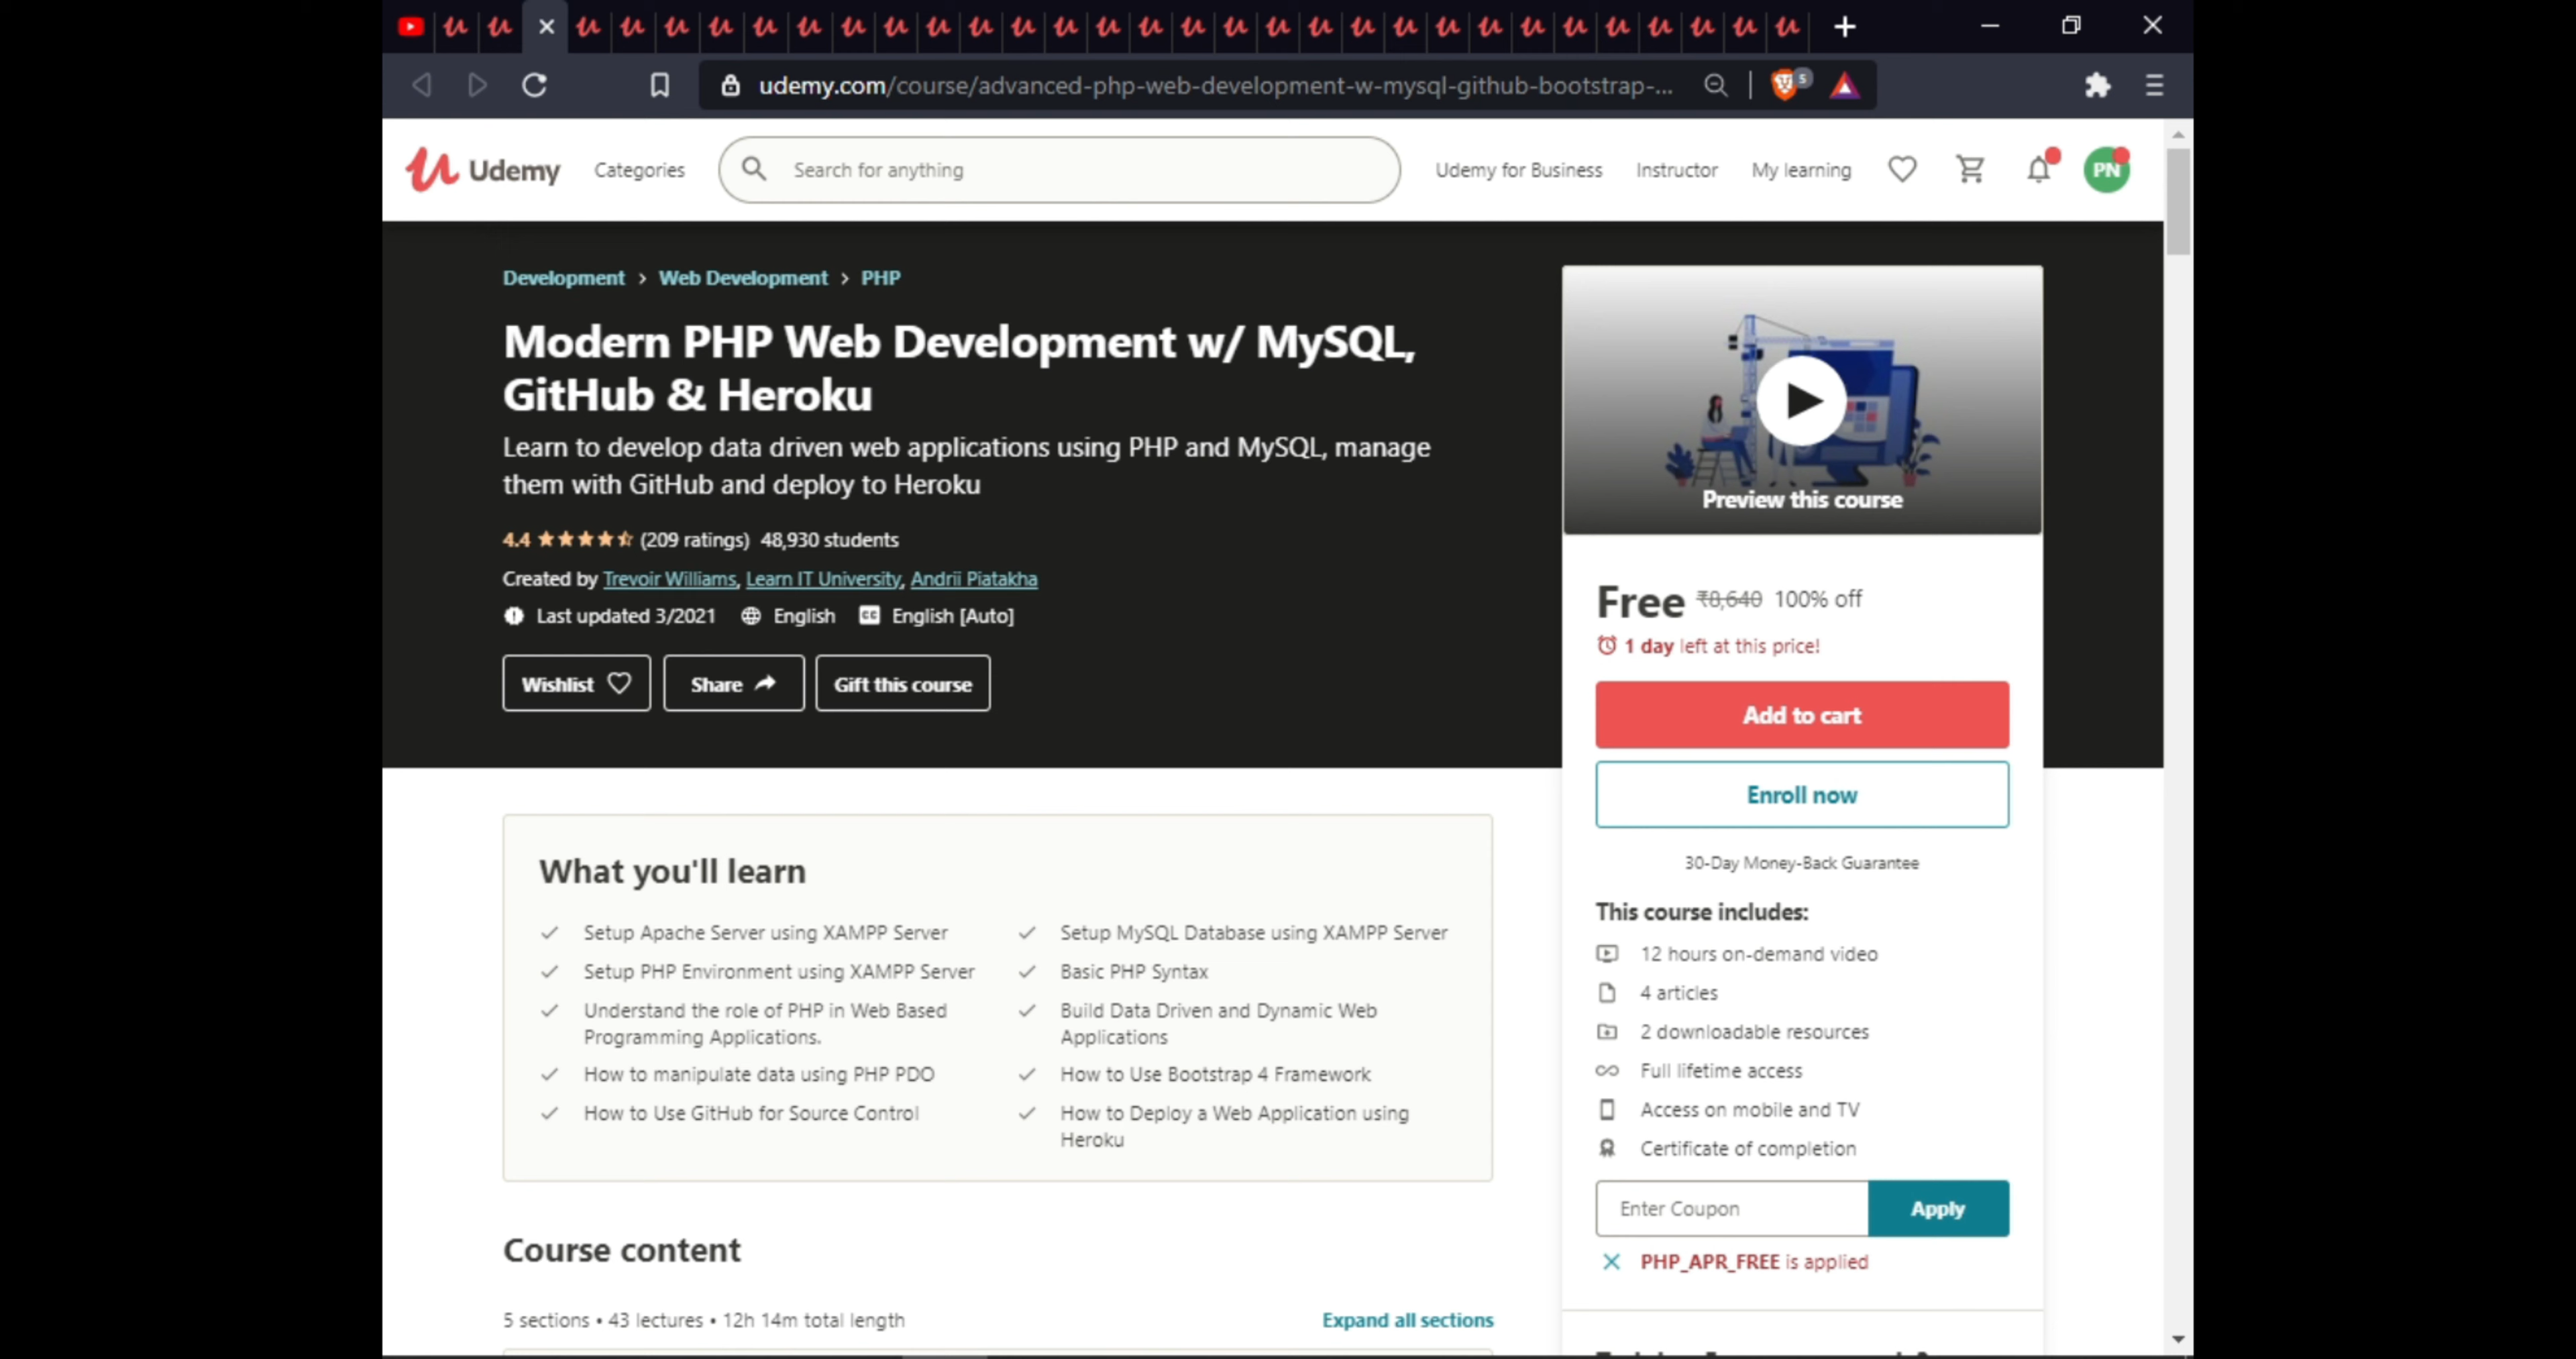 udemy.com/course/advanced-php-web-development-w-mysql-github-bootstrap-...
5
Udemy
Categories
Search for anything
Udemy for Business
Instructor
My learning
PN
Development > Web Development > PHP
Modern PHP Web Development w/ MySQL,
GitHub & Heroku
Learn to develop data driven web applications using PHP and MySQL, manage
them with GitHub and deploy to Heroku
4.4 (209 ratings) 48,930 students
Created by Trevoir Williams, Learn IT University, Andrii Piatakha
Last updated 3/2021 English CC English [Auto]
Wishlist
Share
Gift this course
Preview this course
Free ₹8,640 100% off
1 day left at this price!
Add to cart
Enroll now
30-Day Money-Back Guarantee
This course includes:
12 hours on-demand video
4 articles
2 downloadable resources
Full lifetime access
Access on mobile and TV
Certificate of completion
Enter Coupon
Apply
PHP_APR_FREE is applied
What you'll learn
Setup Apache Server using XAMPP Server
Setup PHP Environment using XAMPP Server
Understand the role of PHP in Web Based
Programming Applications.
How to manipulate data using PHP PDO
How to Use GitHub for Source Control
Setup MySQL Database using XAMPP Server
Basic PHP Syntax
Build Data Driven and Dynamic Web
Applications
How to Use Bootstrap 4 Framework
How to Deploy a Web Application using
Heroku
Course content
5 sections • 43 lectures • 12h 14m total length
Expand all sections